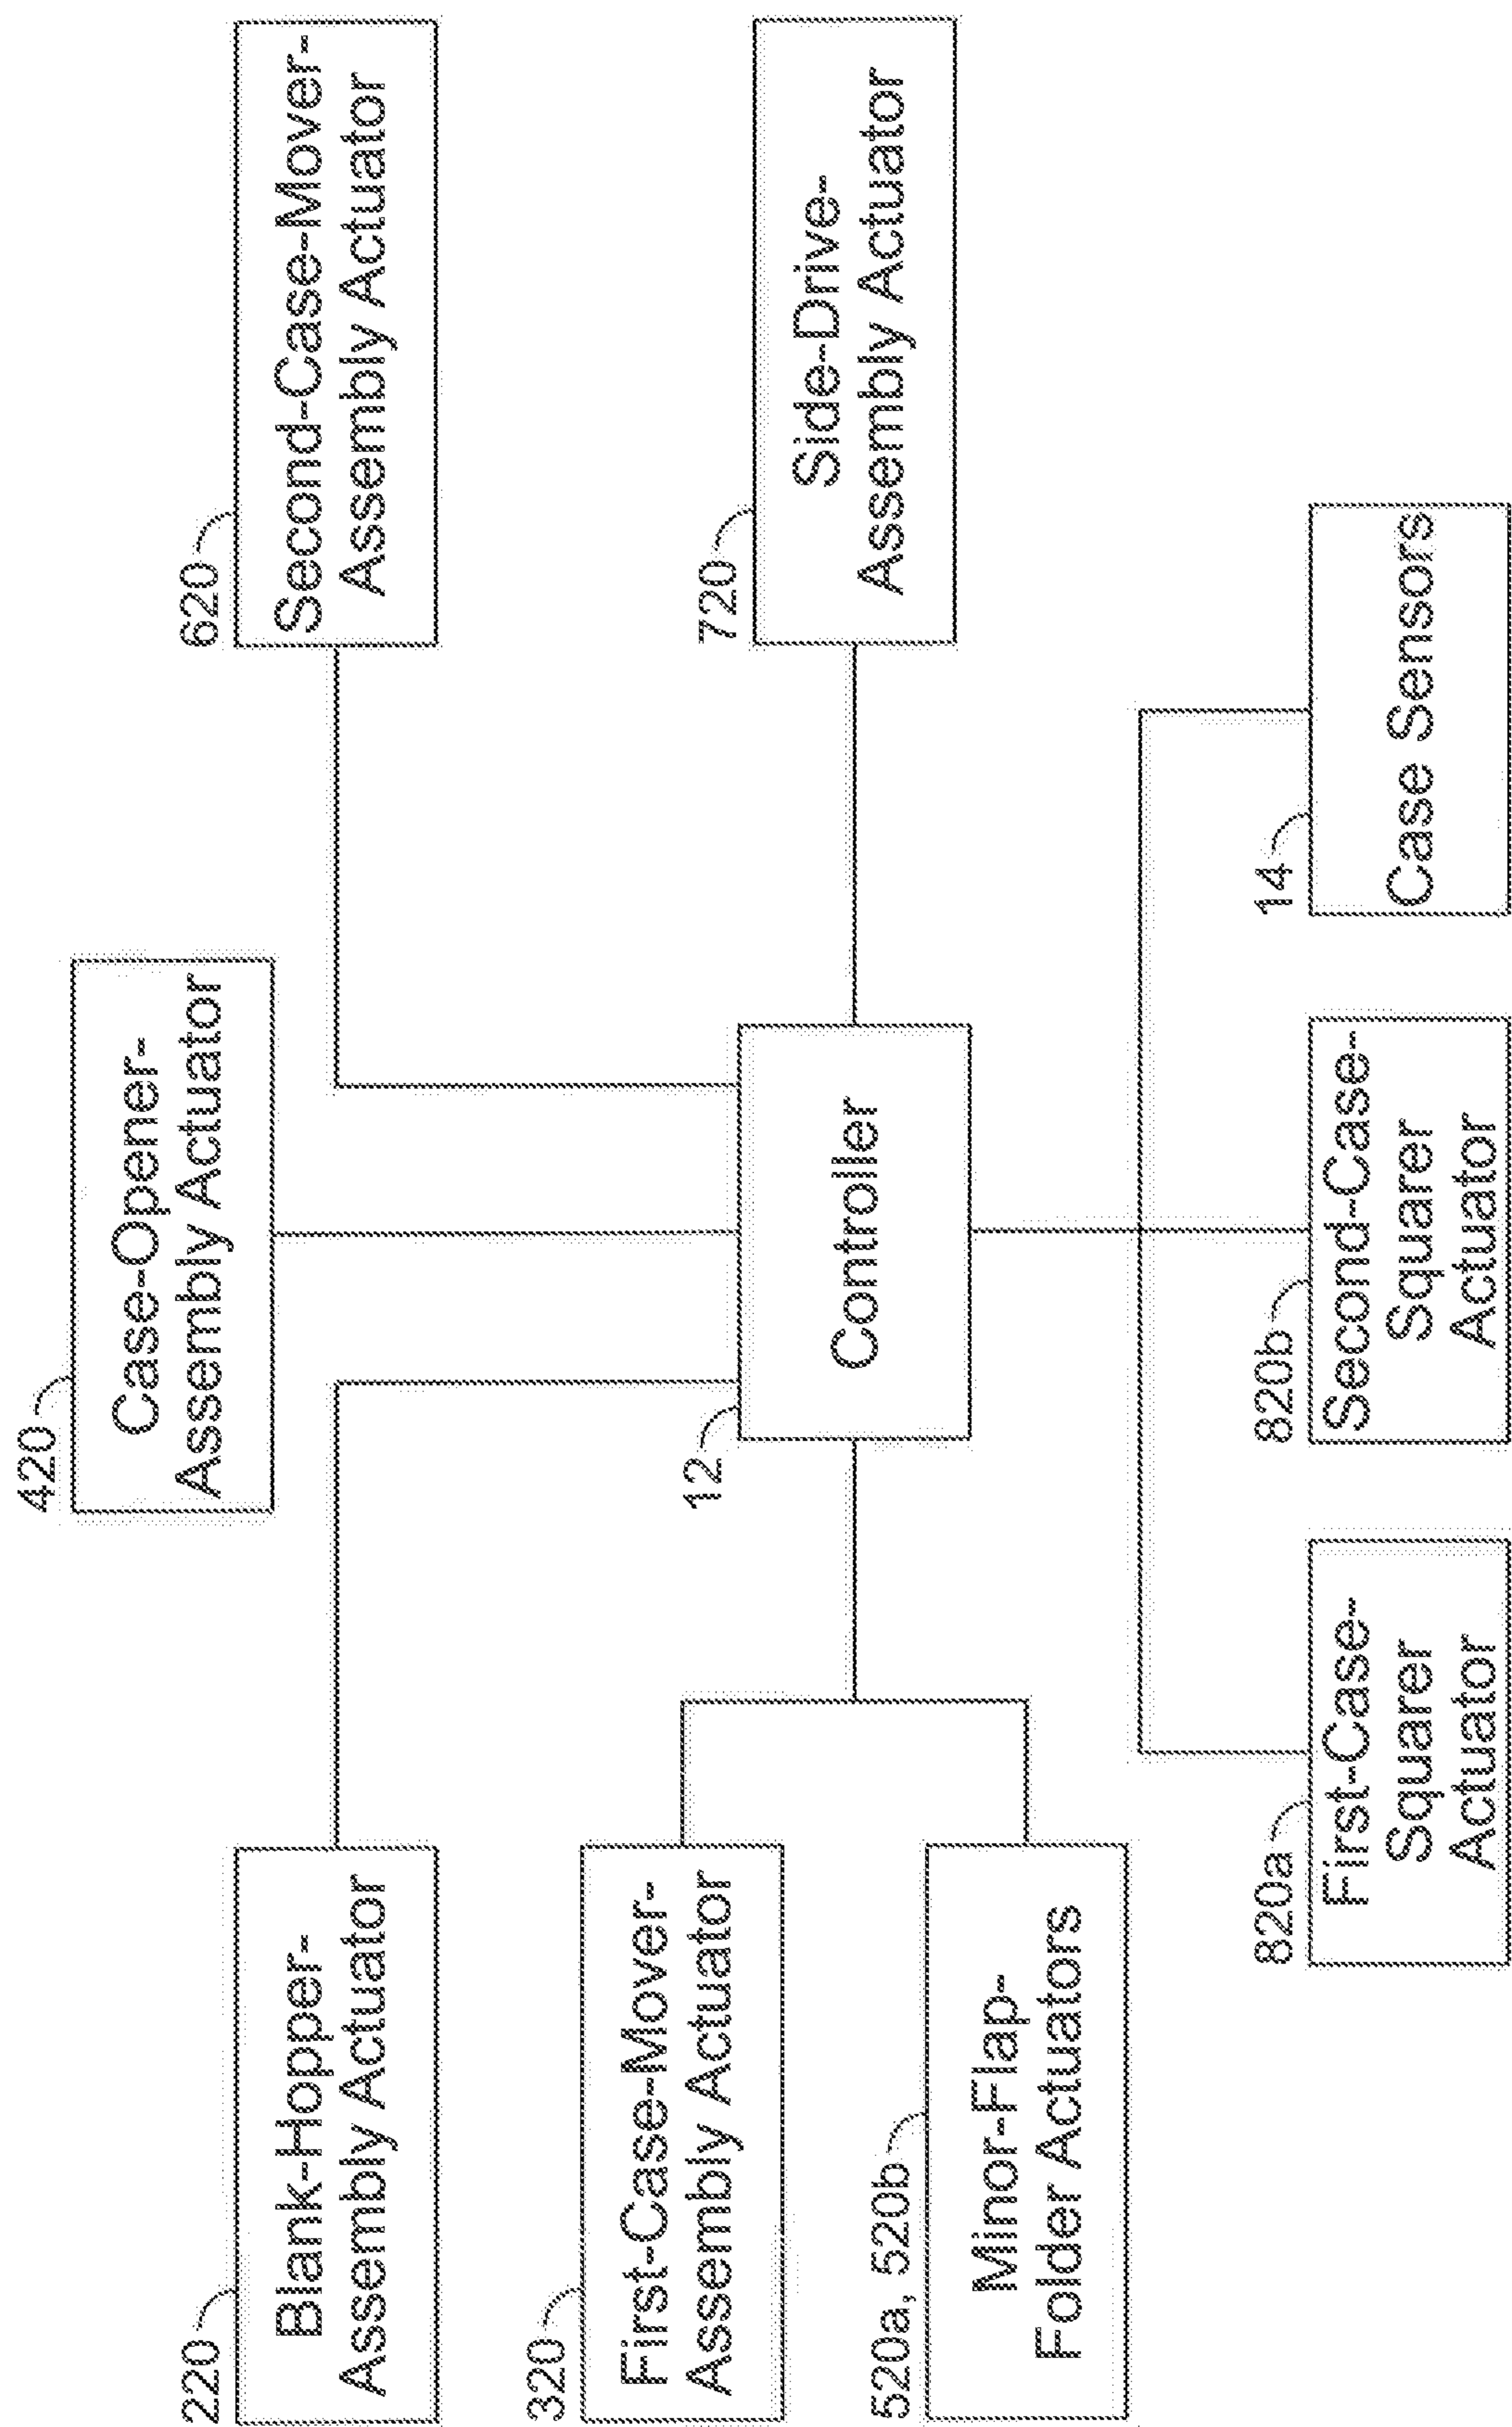 420
Case-Opener-
Assembly Actuator
220
Blank-Hopper-
Assembly Actuator
620
Second-Case-Mover-
Assembly Actuator
320
First-Case-Mover-
Assembly Actuator
12
Controller
720
Side-Drive-
Assembly Actuator
520a, 520b
Minor-Flap-
Folder Actuators
820a
First-Case-
Squarer
Actuator
820b
Second-Case-
Squarer
Actuator
14
Case Sensors